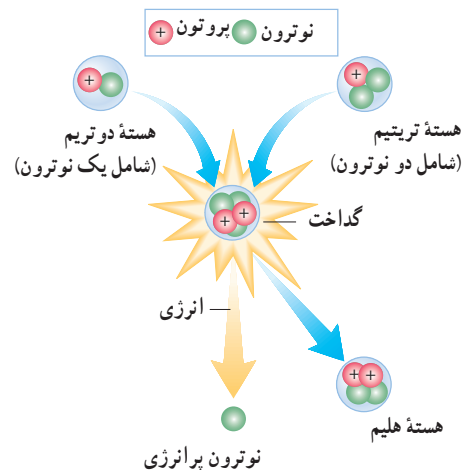 نوترون پروتون
هستهٔ تریتیم
(شامل دو نوترون)
هستهٔ دوتریم
(شامل یک نوترون)
گداخت
انرژی
هستهٔ هلیم
نوترون پرانرژی